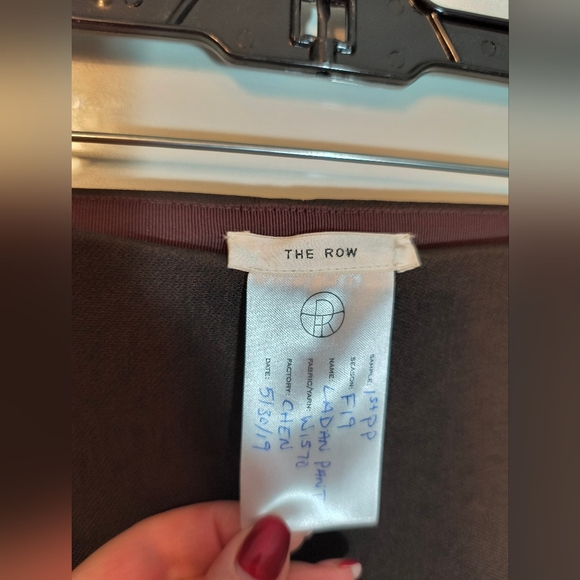 THE ROW
SAMPLE: 1st PP
SEASON: F19
NAME: LADAN PANT
FABRIC/YARN: W1570
FACTORY: CHEN
DATE: 5/30/19